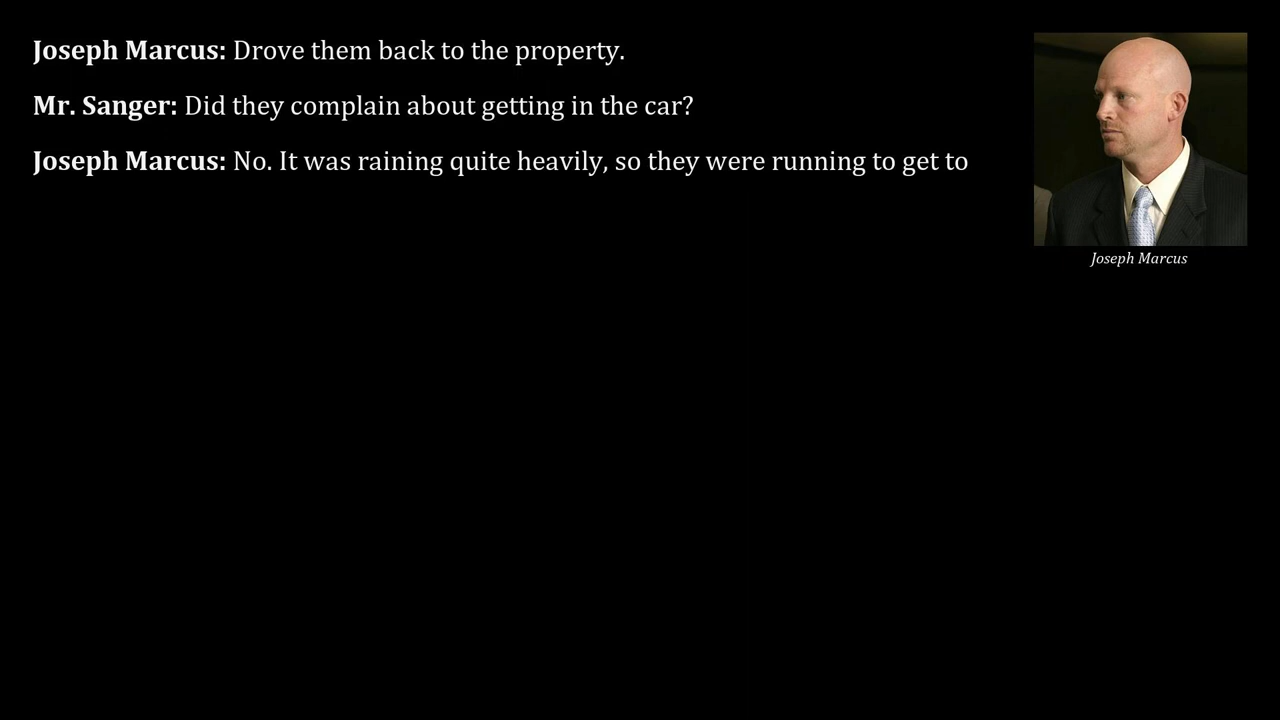 Joseph Marcus: Drove them back to the property.
Mr. Sanger: Did they complain about getting in the car?
Joseph Marcus: No. It was raining quite heavily, so they were running to get to
Joseph Marcus